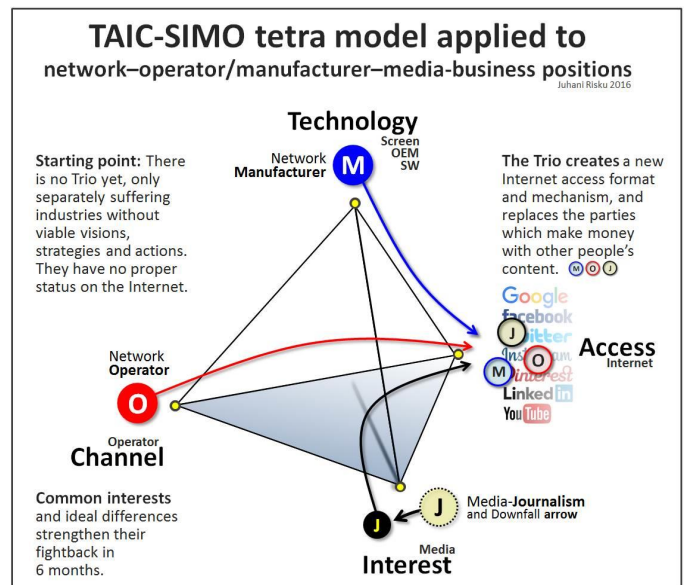 TAIC-SIMO tetra model applied to
network–operator/manufacturer–media-business positions
Juhani Risku 2016
Technology
Screen
OEM
SW
Network
Manufacturer
M
Starting point: There
is no Trio yet, only
separately suffering
industries without
viable visions,
strategies and actions.
They have no proper
status on the Internet.
The Trio creates a new
Internet access format
and mechanism, and
replaces the parties
which make money
with other people's
content. M O J
Google
facebook
J
Twitter
Instagram
O
M
Pinterest
Linked in
YouTube
Access
Internet
Network
Operator
O
Operator
Channel
Common interests
and ideal differences
strengthen their
fightback in
6 months.
J
Media-Journalism
and Downfall arrow
J
Media
Interest